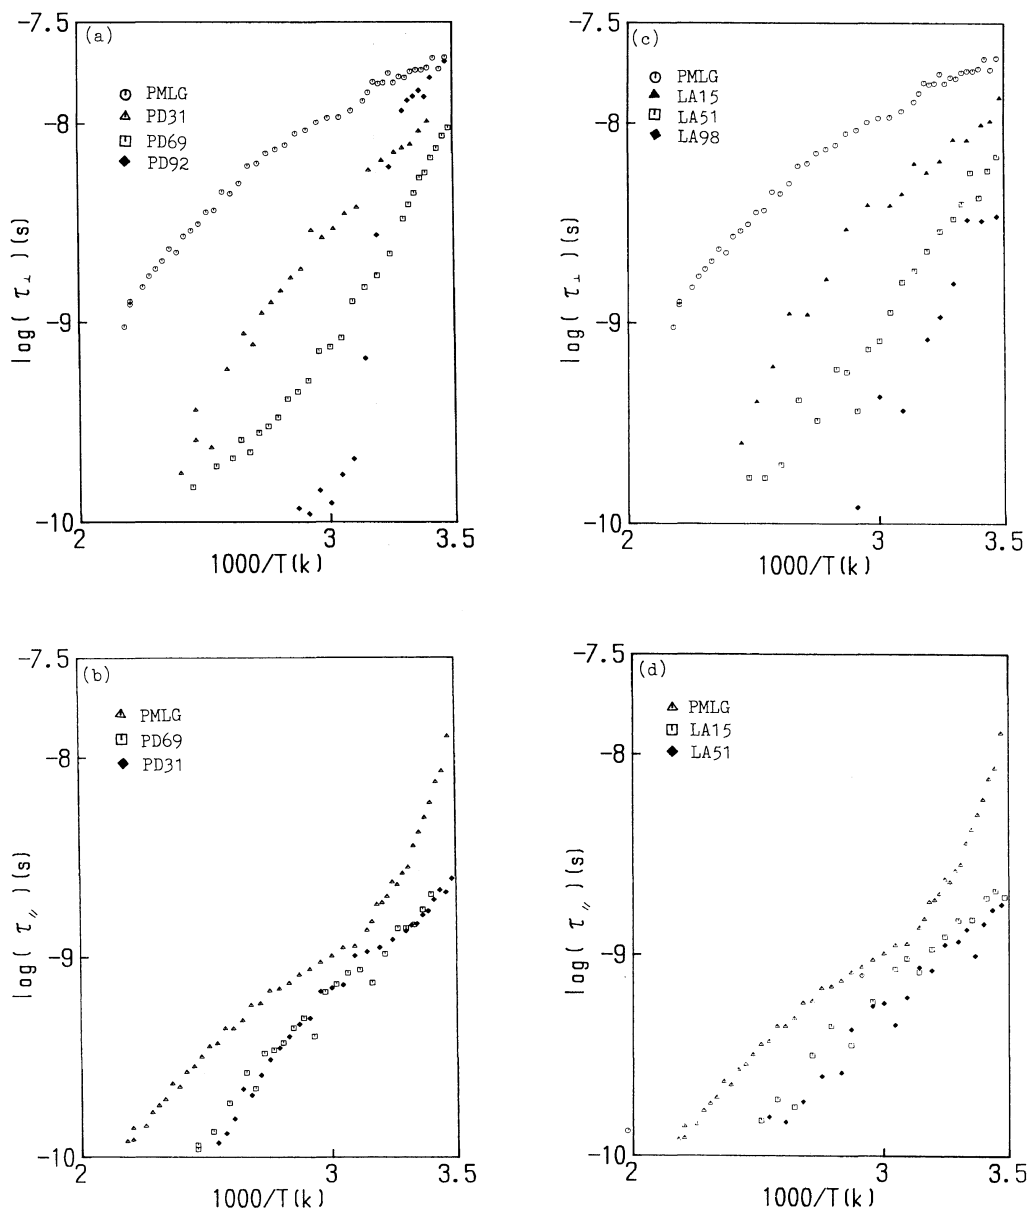 -7.5
(a)
PMLG
PD31
PD69
PD92
-8
-9
-10
log(τ⊥)(s)
2
3
3.5
1000/T(k)
-7.5
(c)
PMLG
LA15
LA51
LA98
-8
-9
-10
log(τ⊥)(s)
2
3
3.5
1000/T(k)
-7.5
(b)
PMLG
PD69
PD31
-8
-9
-10
log(τ∥)(s)
2
3
3.5
1000/T(k)
-7.5
(d)
PMLG
LA15
LA51
-8
-9
-10
log(τ∥)(s)
2
3
3.5
1000/T(k)